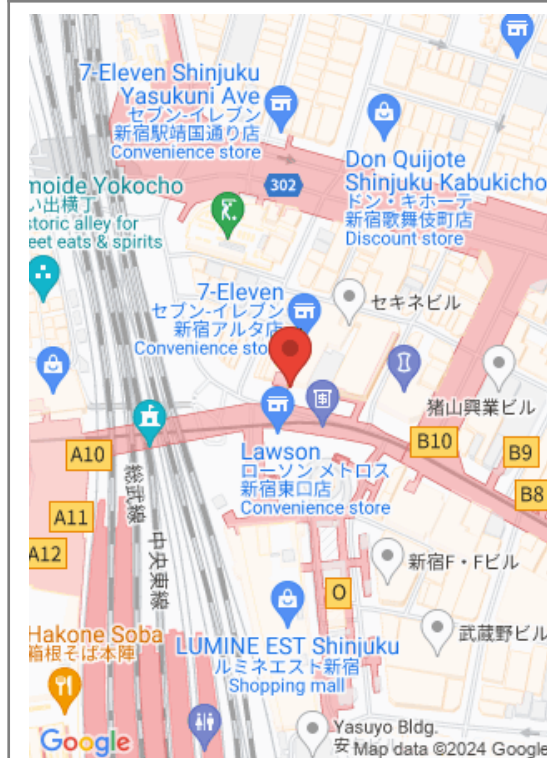 7-Eleven Shinjuku
Yasukuni Ave
セブン-イレブン
新宿駅靖国通り店
Convenience store
Don Quijote
Shinjuku Kabukicho
ドン・キホーテ
新宿歌舞伎町店
Discount store
302
moide Yokocho
い出横丁
storic alley for
eet eats & spirits
7-Eleven
セブン-イレブン
新宿アルタ店
Convenience sto
セキネビル
猪山興業ビル
A10
B10
B9
B8
Lawson
ローソン メトロス
新宿東口店
Convenience store
総武線
中央東線
A11
A12
新宿F・Fビル
O
武蔵野ビル
LUMINE EST Shinjuku
ルミネエスト新宿
Shopping mall
Hakone Soba
箱根そば本陣
Yasuyo Bldg.
安
Google
Map data ©2024 Google